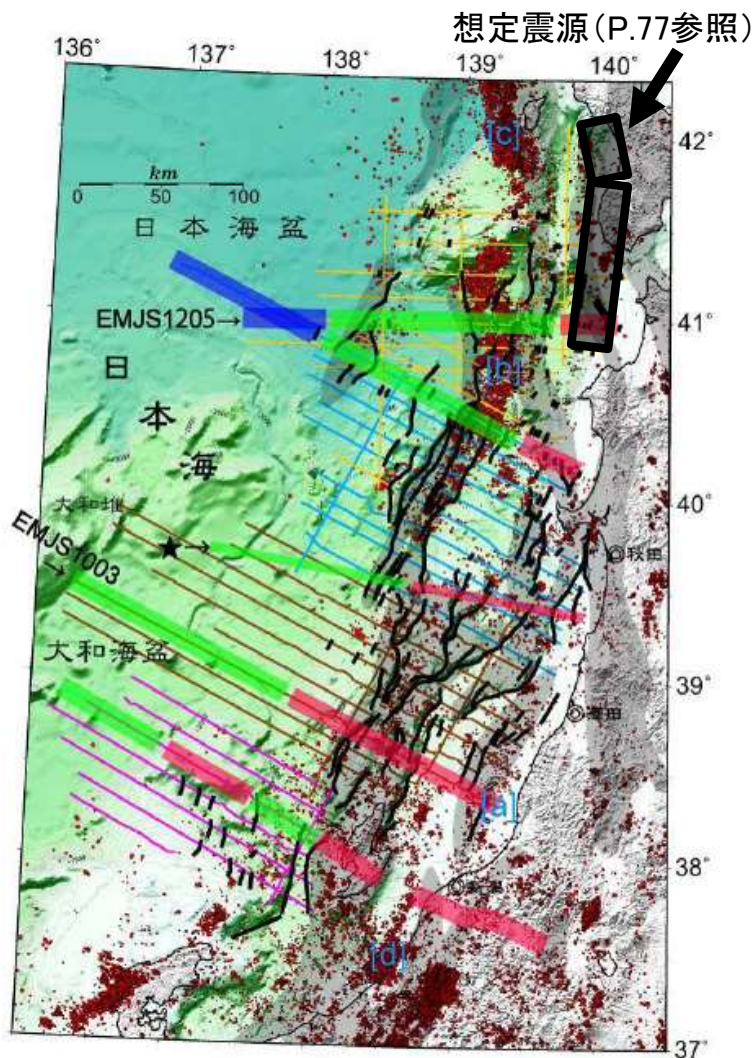 想定震源(P.77参照)
136°
137°
138°
139°
140°
42°
[c]
km
0 50 100
日本海盆
EMJS1205→
41°
[b]
日本海
40°
大和堆
★→
秋田
EMJS1003
→
大和海盆
39°
酒田
[a]
38°
新潟
[d]
37°